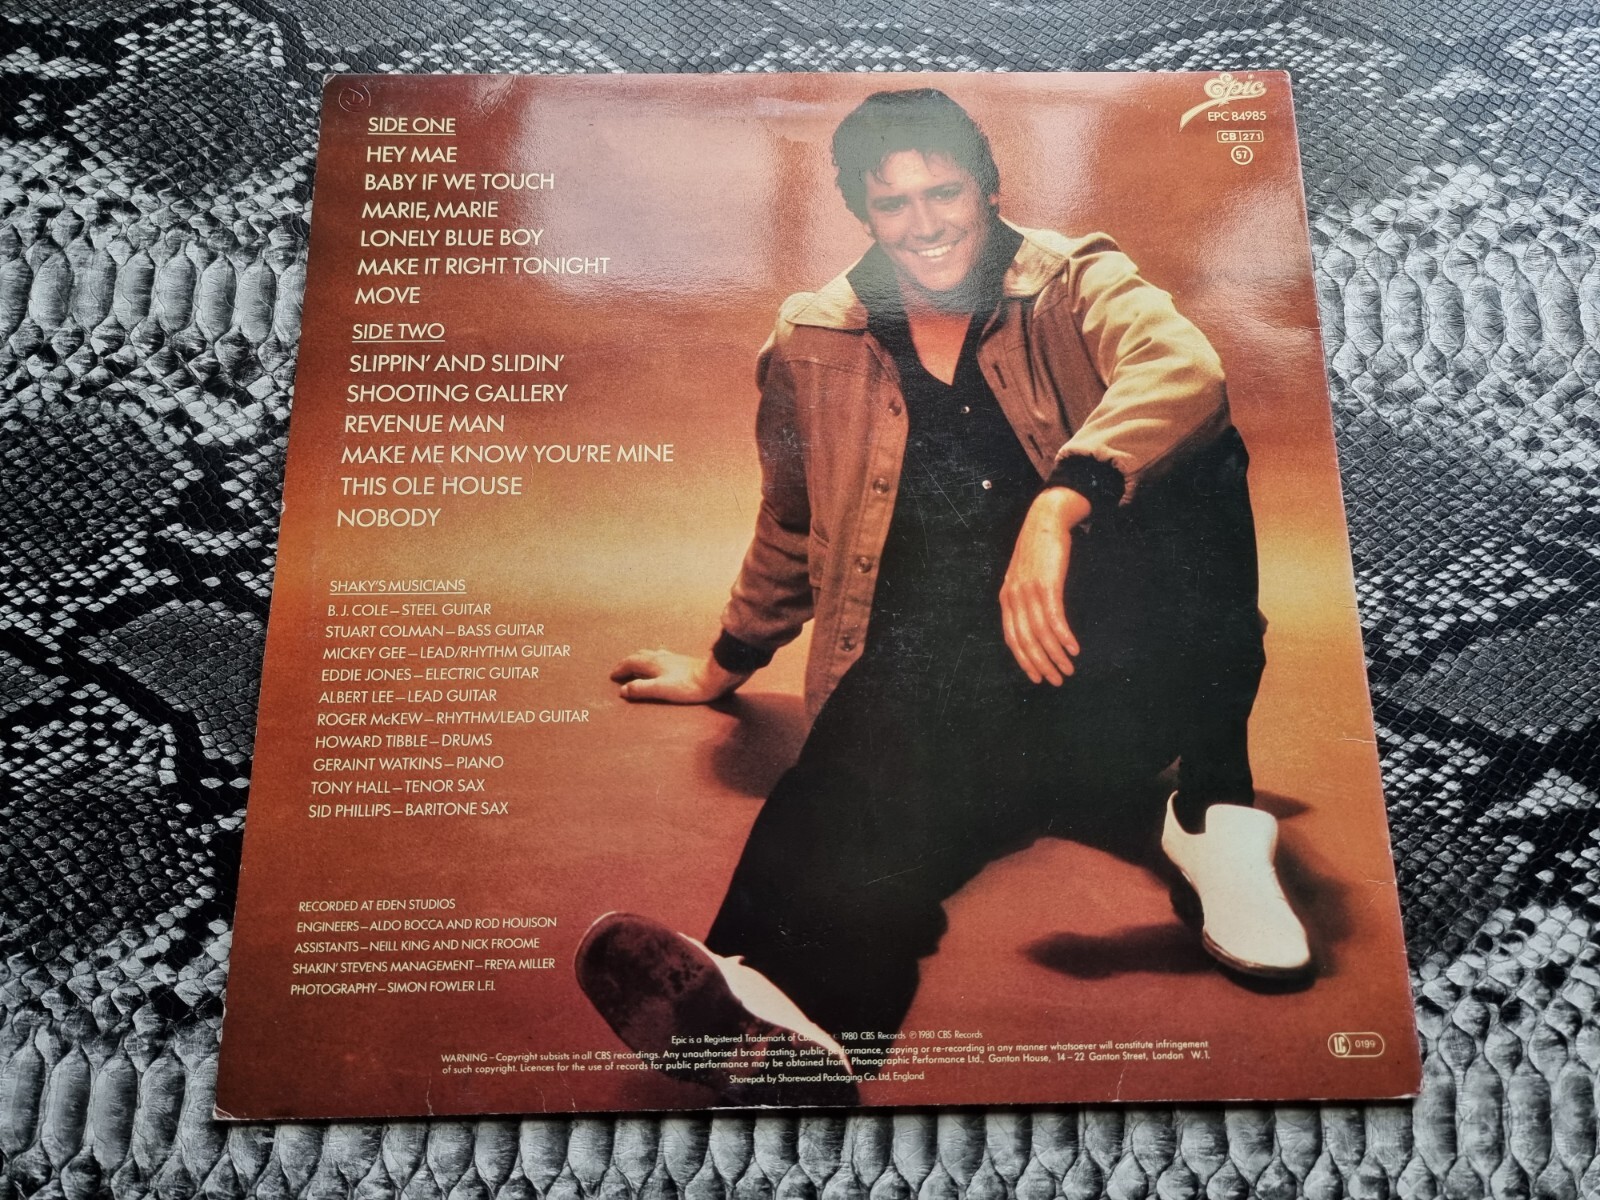 SIDE ONE
HEY MAE
BABY IF WE TOUCH
MARIE, MARIE
LONELY BLUE BOY
MAKE IT RIGHT TONIGHT
MOVE
SIDE TWO
SLIPPIN' AND SLIDIN'
SHOOTING GALLERY
REVENUE MAN
MAKE ME KNOW YOU'RE MINE
THIS OLE HOUSE
NOBODY
SHAKY'S MUSICIANS
B. J. COLE – STEEL GUITAR
STUART COLMAN – BASS GUITAR
MICKEY GEE – LEAD/RHYTHM GUITAR
EDDIE JONES – ELECTRIC GUITAR
ALBERT LEE – LEAD GUITAR
ROGER McKEW – RHYTHM/LEAD GUITAR
HOWARD TIBBLE – DRUMS
GERAINT WATKINS – PIANO
TONY HALL – TENOR SAX
SID PHILLIPS – BARITONE SAX
RECORDED AT EDEN STUDIOS
ENGINEERS – ALDO BOCCA AND ROD HOUISON
ASSISTANTS – NEILL KING AND NICK FROOME
SHAKIN' STEVENS MANAGEMENT – FREYA MILLER
PHOTOGRAPHY – SIMON FOWLER L.F.I.
Epic
EPC 84985
CB 271
57
Epic is a Registered Trademark of 1980 CBS Records ℗ 1980 CBS Records
WARNING – Copyright subsists in all CBS recordings. Any unauthorised broadcasting, public performance, copying or re-recording in any manner whatsoever will constitute infringement
of such copyright. Licences for the use of records for public performance may be obtained from Phonographic Performance Ltd., Ganton House, 14–22 Ganton Street, London W.1.
Shorepak by Shorewood Packaging Co. Ltd, England
LC 0199